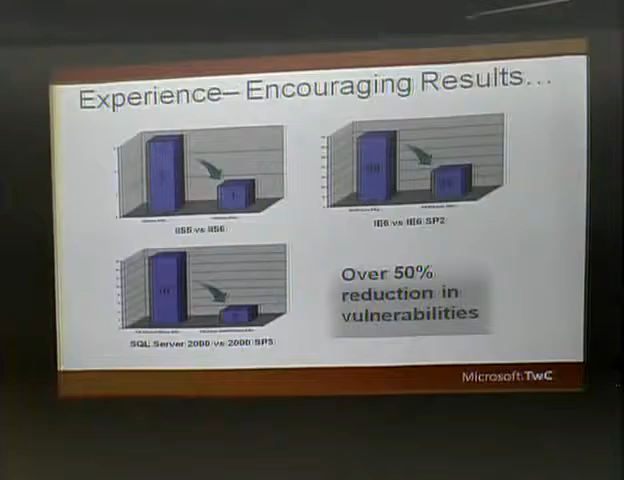 Experience– Encouraging Results…
IIS5 vs IIS6
IE6 vs IE6 SP2
SQL Server 2000 vs 2000 SP3
Over 50%
reduction in
vulnerabilities
Microsoft TwC